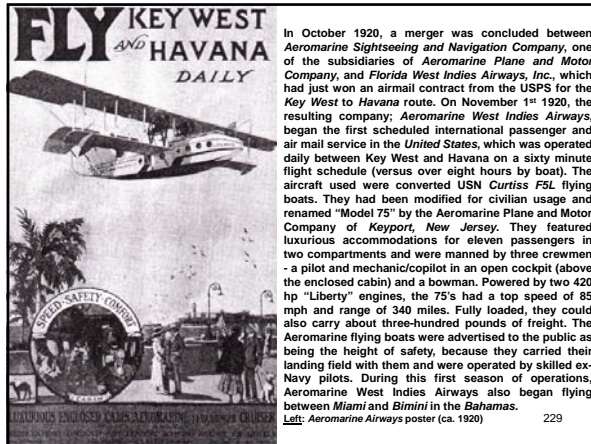 FLY KEY WEST
AND HAVANA
DAILY
SPEED-SAFETY-COMFORT
CABIN
LUXURIOUS ENCLOSED CABIN AEROMARINE 11 PASSENGER CRUISER
In October 1920, a merger was concluded between
Aeromarine Sightseeing and Navigation Company, one
of the subsidiaries of Aeromarine Plane and Motor
Company, and Florida West Indies Airways, Inc., which
had just won an airmail contract from the USPS for the
Key West to Havana route. On November 1st 1920, the
resulting company; Aeromarine West Indies Airways,
began the first scheduled international passenger and
air mail service in the United States, which was operated
daily between Key West and Havana on a sixty minute
flight schedule (versus over eight hours by boat). The
aircraft used were converted USN Curtiss F5L flying
boats. They had been modified for civilian usage and
renamed “Model 75” by the Aeromarine Plane and Motor
Company of Keyport, New Jersey. They featured
luxurious accommodations for eleven passengers in
two compartments and were manned by three crewmen
- a pilot and mechanic/copilot in an open cockpit (above
the enclosed cabin) and a bowman. Powered by two 420
hp “Liberty” engines, the 75’s had a top speed of 85
mph and range of 340 miles. Fully loaded, they could
also carry about three-hundred pounds of freight. The
Aeromarine flying boats were advertised to the public as
being the height of safety, because they carried their
landing field with them and were operated by skilled ex-
Navy pilots. During this first season of operations,
Aeromarine West Indies Airways also began flying
between Miami and Bimini in the Bahamas.
Left: Aeromarine Airways poster (ca. 1920)
229